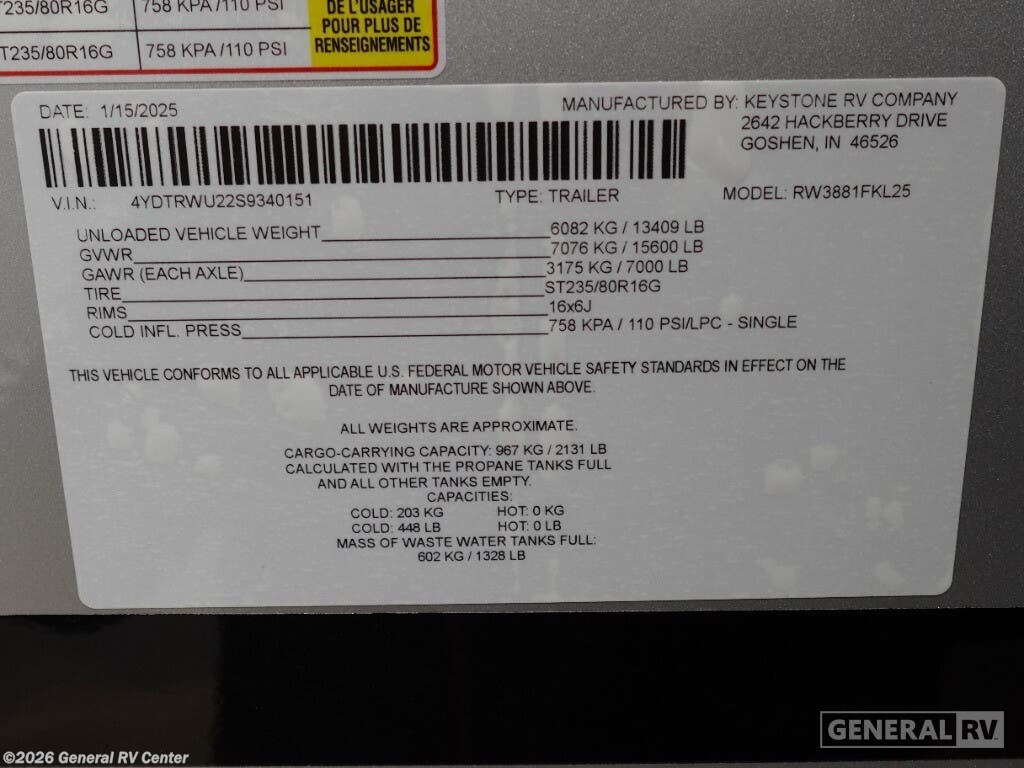 T235/80R16G 758 KPA /110 PSI
DE L'USAGER
POUR PLUS DE
RENSEIGNEMENTS
T235/80R16G 758 KPA /110 PSI
DATE: 1/15/2025
MANUFACTURED BY: KEYSTONE RV COMPANY
2642 HACKBERRY DRIVE
GOSHEN, IN 46526
V.I.N.: 4YDTRWU22S9340151 TYPE: TRAILER MODEL: RW3881FKL25
UNLOADED VEHICLE WEIGHT 6082 KG / 13409 LB
GVWR 7076 KG / 15600 LB
GAWR (EACH AXLE) 3175 KG / 7000 LB
TIRE ST235/80R16G
RIMS 16x6J
COLD INFL. PRESS 758 KPA / 110 PSI/LPC - SINGLE
THIS VEHICLE CONFORMS TO ALL APPLICABLE U.S. FEDERAL MOTOR VEHICLE SAFETY STANDARDS IN EFFECT ON THE
DATE OF MANUFACTURE SHOWN ABOVE.
ALL WEIGHTS ARE APPROXIMATE.
CARGO-CARRYING CAPACITY: 967 KG / 2131 LB
CALCULATED WITH THE PROPANE TANKS FULL
AND ALL OTHER TANKS EMPTY.
CAPACITIES:
COLD: 203 KG HOT: 0 KG
COLD: 448 LB HOT: 0 LB
MASS OF WASTE WATER TANKS FULL:
602 KG / 1328 LB
GENERAL RV
©2026 General RV Center